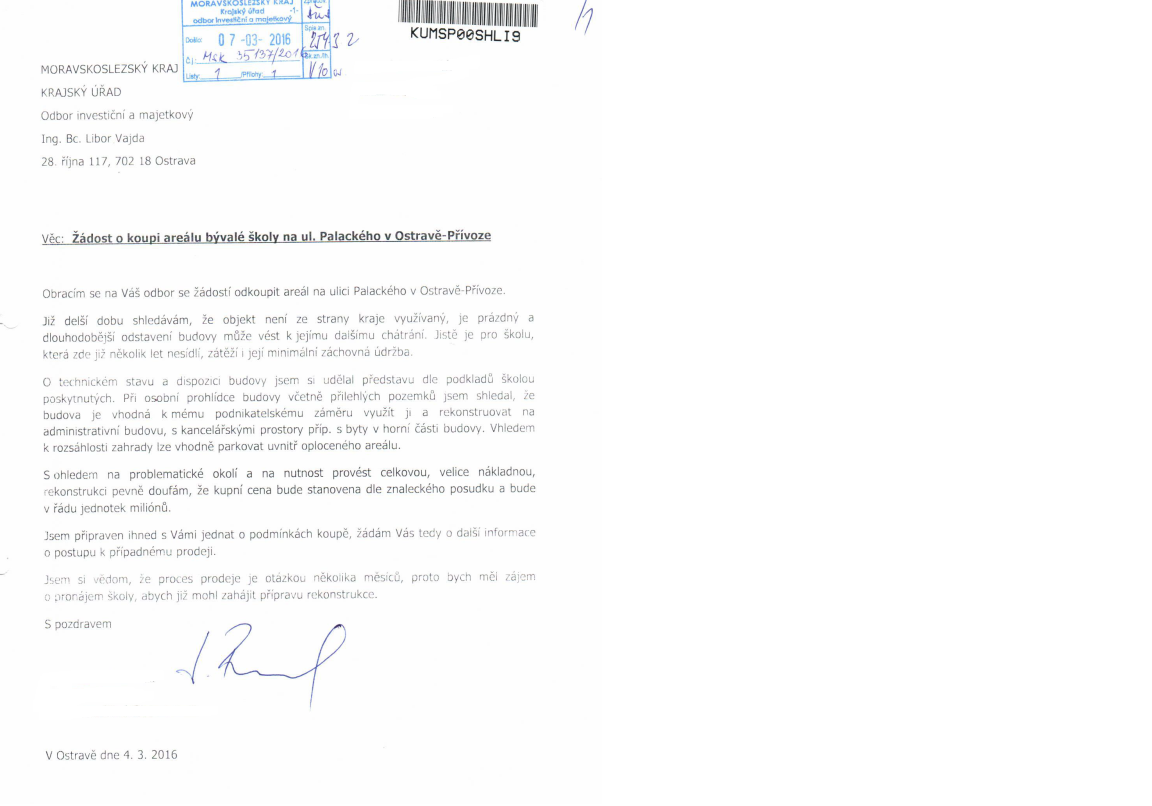 MORAVSKOSLEZSKÝ KRAJ
Krajský úřad -1-
odbor investiční a majetkový
Došlo: 07-03-2016
Č.j. MSK 35137/2016
Listy: 1 /Přílohy: 1
KUMSP00SHLI9
MORAVSKOSLEZSKÝ KRAJ
KRAJSKÝ ÚŘAD
Odbor investiční a majetkový
Ing. Bc. Libor Vajda
28. října 117, 702 18 Ostrava
Věc: Žádost o koupi areálu bývalé školy na ul. Palackého v Ostravě-Přívoze
Obracím se na Váš odbor se žádostí odkoupit areál na ulici Palackého v Ostravě-Přívoze.
Již delší dobu shledávám, že objekt není ze strany kraje využívaný, je prázdný a
dlouhodobější odstavení budovy může vést k jejímu dalšímu chátrání. Jistě je pro školu,
která zde již několik let nesídlí, zátěží i její minimální záchovná údržba.
O technickém stavu a dispozici budovy jsem si udělal představu dle podkladů školou
poskytnutých. Při osobní prohlídce budovy včetně přilehlých pozemků jsem shledal, že
budova je vhodná k mému podnikatelskému záměru využít ji a rekonstruovat na
administrativní budovu, s kancelářskými prostory příp. s byty v horní části budovy. Vhledem
k rozsáhlosti zahrady lze vhodně parkovat uvnitř oploceného areálu.
S ohledem na problematické okolí a na nutnost provést celkovou, velice nákladnou,
rekonstrukci pevně doufám, že kupní cena bude stanovena dle znaleckého posudku a bude
v řádu jednotek miliónů.
Jsem připraven ihned s Vámi jednat o podmínkách koupě, žádám Vás tedy o další informace
o postupu k případnému prodeji.
Jsem si vědom, že proces prodeje je otázkou několika měsíců, proto bych měl zájem
o pronájem školy, abych již mohl zahájit přípravu rekonstrukce.
S pozdravem
V Ostravě dne 4. 3. 2016